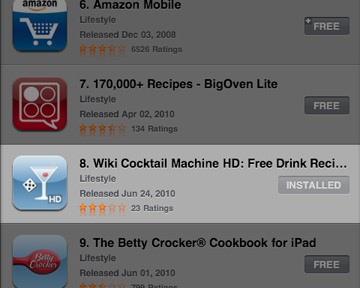 amazon
6. Amazon Mobile
Lifestyle
Released Dec 03, 2008
6526 Ratings
FREE
7. 170,000+ Recipes - BigOven Lite
Lifestyle
Released Apr 02, 2010
134 Ratings
FREE
HD
8. Wiki Cocktail Machine HD: Free Drink Reci...
Lifestyle
Released Jun 24, 2010
23 Ratings
INSTALLED
Betty Crocker
9. The Betty Crocker® Cookbook for iPad
Lifestyle
Released Jun 01, 2010
799 Ratings
FREE